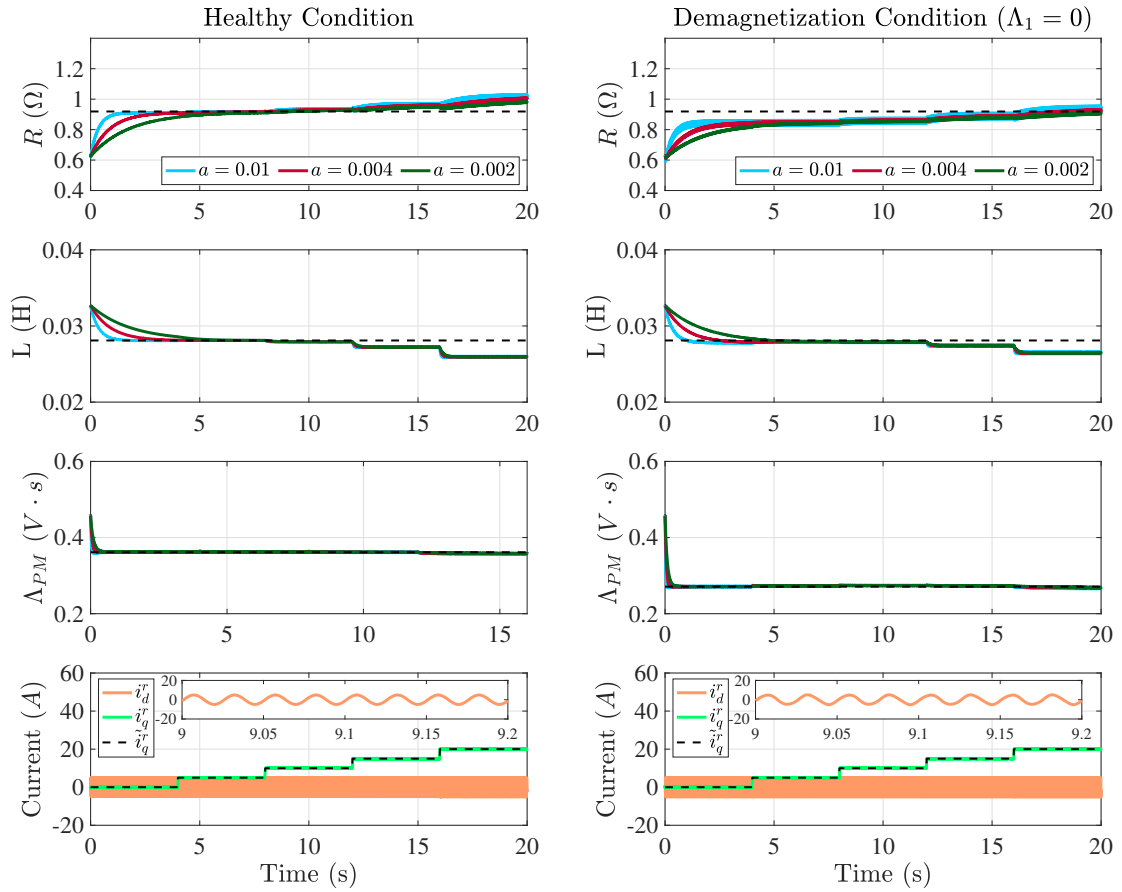 Healthy Condition
Demagnetization Condition (Λ₁ = 0)
R (Ω)
1.2
1
0.8
0.6
0.4
a = 0.01 a = 0.004 a = 0.002
0 5 10 15 20
R (Ω)
1.2
1
0.8
0.6
0.4
a = 0.01 a = 0.004 a = 0.002
0 5 10 15 20
L (H)
0.04
0.03
0.02
0 5 10 15 20
L (H)
0.04
0.03
0.02
0 5 10 15 20
Λ_PM (V · s)
0.6
0.4
0.2
0 5 10 15
Λ_PM (V · s)
0.6
0.4
0.2
0 5 10 15 20
Current (A)
60
40
20
0
-20
i_d^r
i_q^r
ĩ_q^r
20
0
-20
9 9.05 9.1 9.15 9.2
0 5 10 15 20
Time (s)
Current (A)
60
40
20
0
-20
i_d^r
i_q^r
ĩ_q^r
20
0
-20
9 9.05 9.1 9.15 9.2
0 5 10 15 20
Time (s)